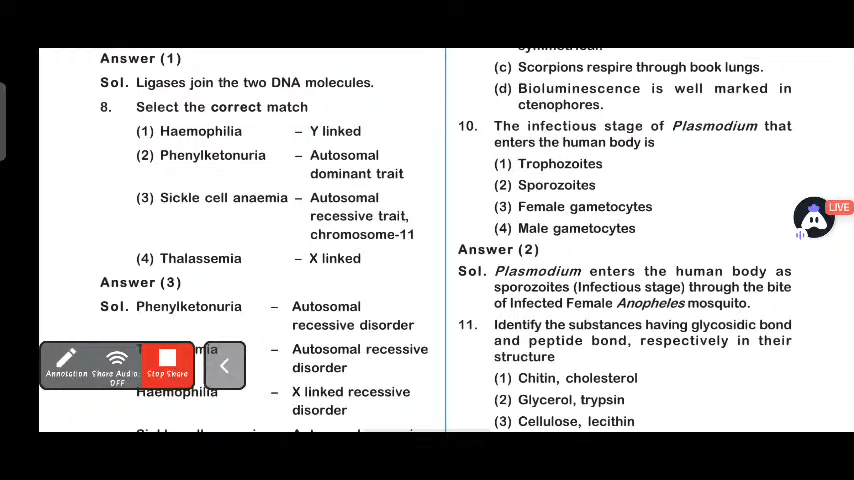 Answer (1)
Sol. Ligases join the two DNA molecules.
8. Select the correct match
(1) Haemophilia – Y linked
(2) Phenylketonuria – Autosomal
dominant trait
(3) Sickle cell anaemia – Autosomal
recessive trait,
chromosome-11
(4) Thalassemia – X linked
Answer (3)
Sol. Phenylketonuria – Autosomal
recessive disorder
– Autosomal recessive
disorder
Haemophilia – X linked recessive
disorder
symmetrical.
(c) Scorpions respire through book lungs.
(d) Bioluminescence is well marked in
ctenophores.
10. The infectious stage of Plasmodium that
enters the human body is
(1) Trophozoites
(2) Sporozoites
(3) Female gametocytes
(4) Male gametocytes
Answer (2)
Sol. Plasmodium enters the human body as
sporozoites (Infectious stage) through the bite
of Infected Female Anopheles mosquito.
11. Identify the substances having glycosidic bond
and peptide bond, respectively in their
structure
(1) Chitin, cholesterol
(2) Glycerol, trypsin
(3) Cellulose, lecithin
Annotation
Share Audio:
OFF
Stop Share
LIVE